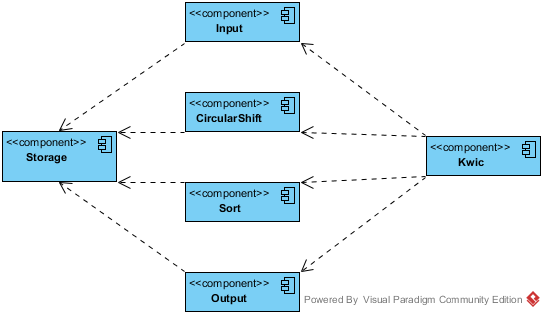 <<component>>
Input
<<component>>
CircularShift
<<component>>
Storage
<<component>>
Kwic
<<component>>
Sort
<<component>>
Output
Powered By Visual Paradigm Community Edition